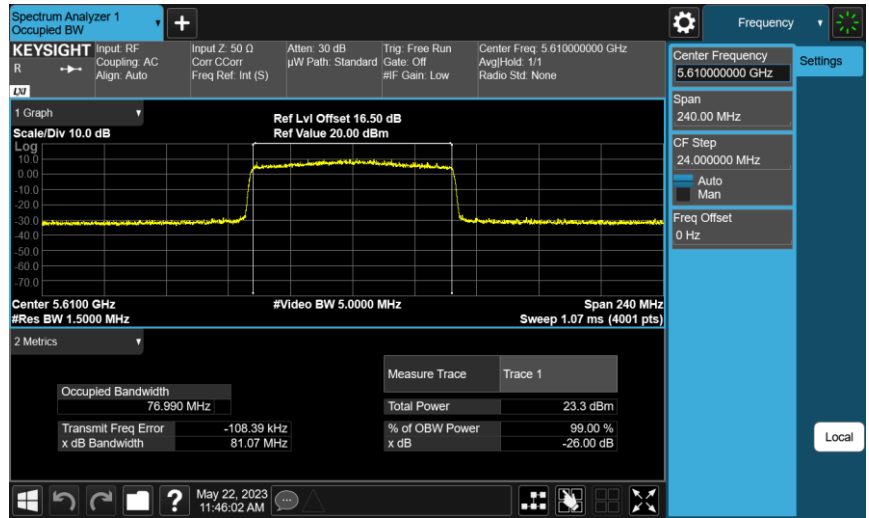 Spectrum Analyzer 1
Occupied BW
+
Frequency
KEYSIGHT
R
LXI
Input: RF
Coupling: AC
Align: Auto
Input Z: 50 Ω
Corr CCorr
Freq Ref: Int (S)
Atten: 30 dB
µW Path: Standard
Trig: Free Run
Gate: Off
#IF Gain: Low
Center Freq: 5.610000000 GHz
Avg|Hold: 1/1
Radio Std: None
Center Frequency
5.610000000 GHz
Settings
Span
240.00 MHz
CF Step
24.000000 MHz
Auto
Man
Freq Offset
0 Hz
1 Graph
Scale/Div 10.0 dB
Ref Lvl Offset 16.50 dB
Ref Value 20.00 dBm
Log
10.0
0.00
-10.0
-20.0
-30.0
-40.0
-50.0
-60.0
-70.0
Center 5.6100 GHz
#Video BW 5.0000 MHz
Span 240 MHz
#Res BW 1.5000 MHz
Sweep 1.07 ms (4001 pts)
2 Metrics
Measure Trace
Trace 1
Occupied Bandwidth
76.990 MHz
Total Power
23.3 dBm
Transmit Freq Error
-108.39 kHz
% of OBW Power
99.00 %
x dB Bandwidth
81.07 MHz
x dB
-26.00 dB
Local
?
May 22, 2023
11:46:02 AM